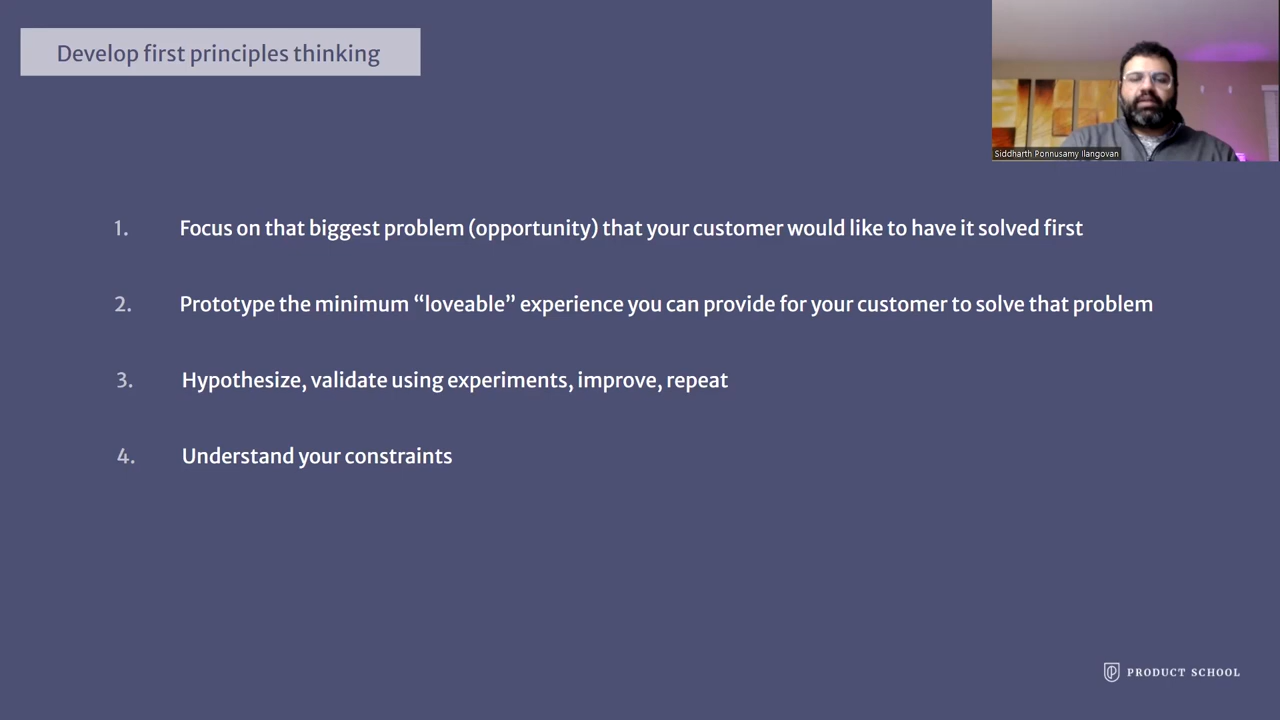 Develop first principles thinking
Siddharth Ponnusamy Ilangovan
1. Focus on that biggest problem (opportunity) that your customer would like to have it solved first
2. Prototype the minimum “loveable” experience you can provide for your customer to solve that problem
3. Hypothesize, validate using experiments, improve, repeat
4. Understand your constraints
PRODUCT SCHOOL